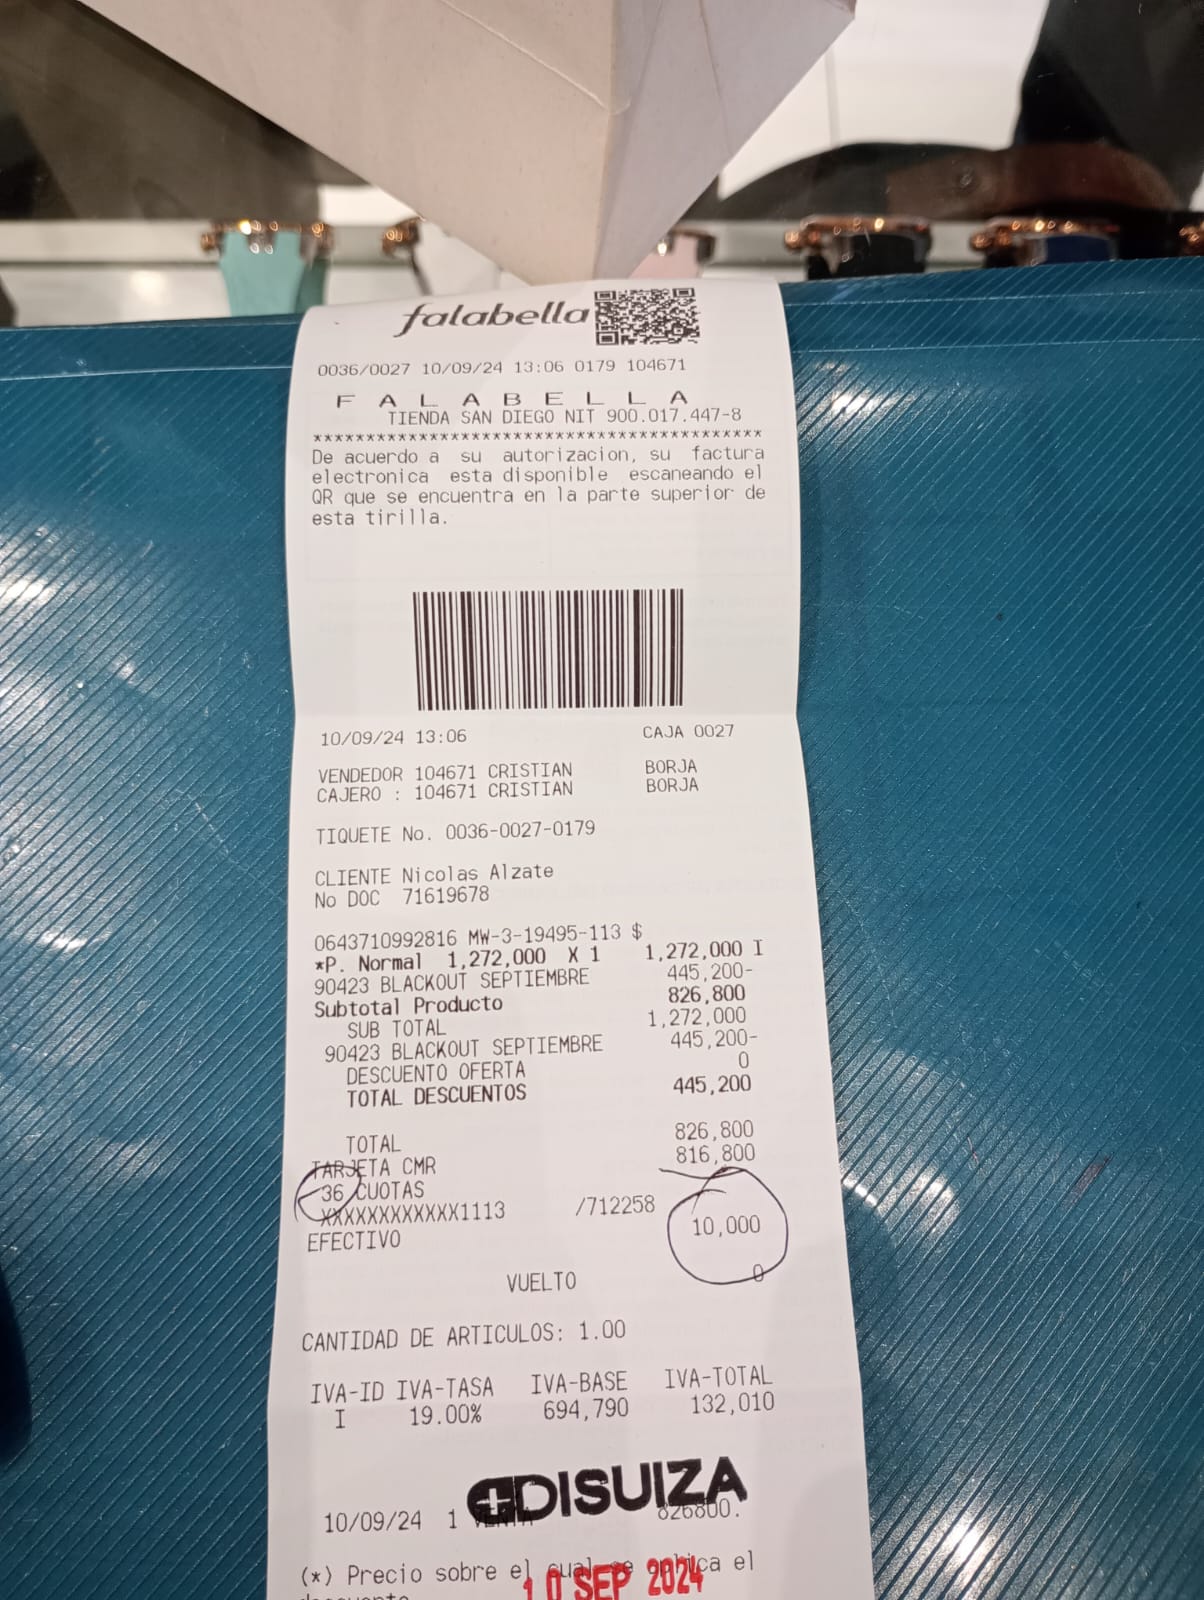 falabella
0036/0027 10/09/24 13:06 0179 104671
F A L A B E L L A
TIENDA SAN DIEGO NIT 900.017.447-8
******************************************
De acuerdo a su autorizacion, su factura
electronica esta disponible escaneando el
QR que se encuentra en la parte superior de
esta tirilla.
10/09/24 13:06 CAJA 0027
VENDEDOR 104671 CRISTIAN BORJA
CAJERO : 104671 CRISTIAN BORJA
TIQUETE No. 0036-0027-0179
CLIENTE Nicolas Alzate
No DOC 71619678
0643710992816 MW-3-19495-113 $
*P. Normal 1,272,000 X 1 1,272,000 I
90423 BLACKOUT SEPTIEMBRE 445,200-
Subtotal Producto 826,800
SUB TOTAL 1,272,000
90423 BLACKOUT SEPTIEMBRE 445,200-
DESCUENTO OFERTA 0
TOTAL DESCUENTOS 445,200
TOTAL 826,800
TARJETA CMR 816,800
36 CUOTAS
XXXXXXXXXXXX1113 /712258
EFECTIVO 10,000
VUELTO 0
CANTIDAD DE ARTICULOS: 1.00
IVA-ID IVA-TASA IVA-BASE IVA-TOTAL
I 19.00% 694,790 132,010
DISUIZA
10/09/24 1 VENTA 826800.
(*) Precio sobre el cual se aplica el
10 SEP 2024